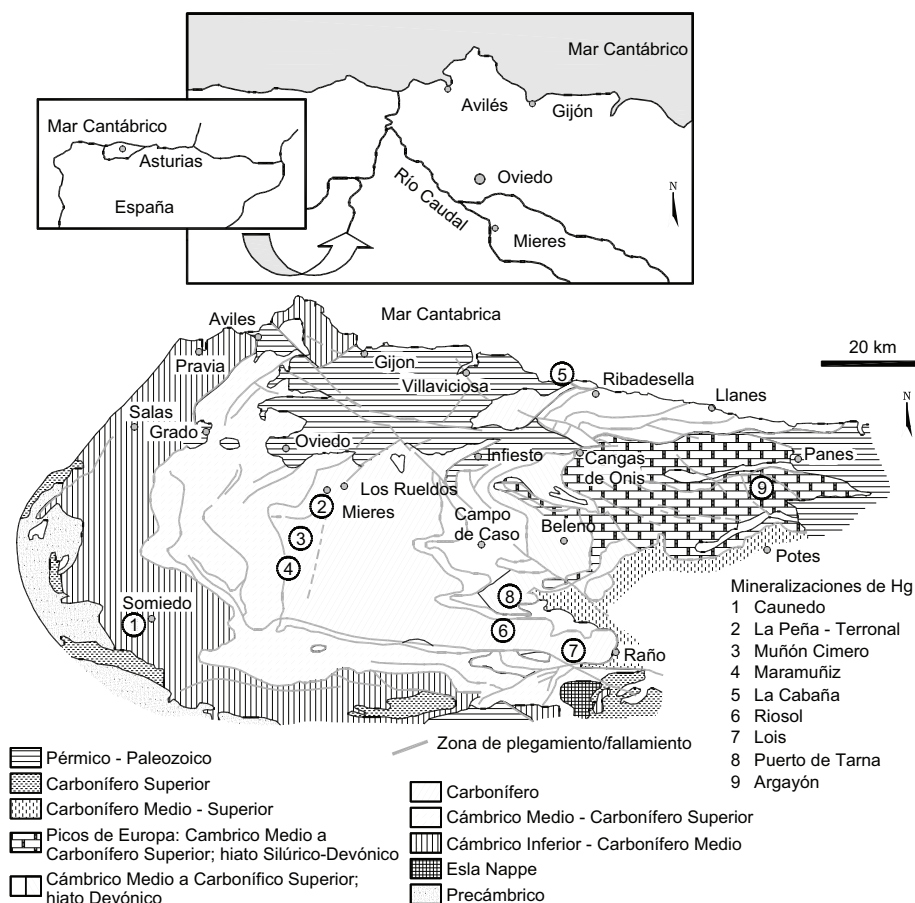 Mar Cantábrico
Avilés
Gijón
Mar Cantábrico
Asturias
España
Oviedo
Río Caudal
N
Mieres
Aviles
Mar Cantabrica
Pravia
Gijon
20 km
Villaviciosa
5
Ribadesella
Llanes
N
Salas
Grado
Oviedo
Infiesto
Cangas
de Onis
Panes
9
Los Rueldos
2
Mieres
Campo
de Caso
Beleno
3
4
Potes
8
Somiedo
1
6
7
Raño
Mineralizaciones de Hg
1 Caunedo
2 La Peña - Terronal
3 Muñón Cimero
4 Maramuñiz
5 La Cabaña
6 Riosol
7 Lois
8 Puerto de Tarna
9 Argayón
Zona de plegamiento/fallamiento
Pérmico - Paleozoico
Carbonífero Superior
Carbonífero Medio - Superior
Picos de Europa: Cambrico Medio a
Carbonífero Superior; hiato Silúrico-Devónico
Cámbrico Medio a Carbonífico Superior;
hiato Devónico
Carbonífero
Cámbrico Medio - Carbonífero Superior
Cámbrico Inferior - Carbonífero Medio
Esla Nappe
Precámbrico